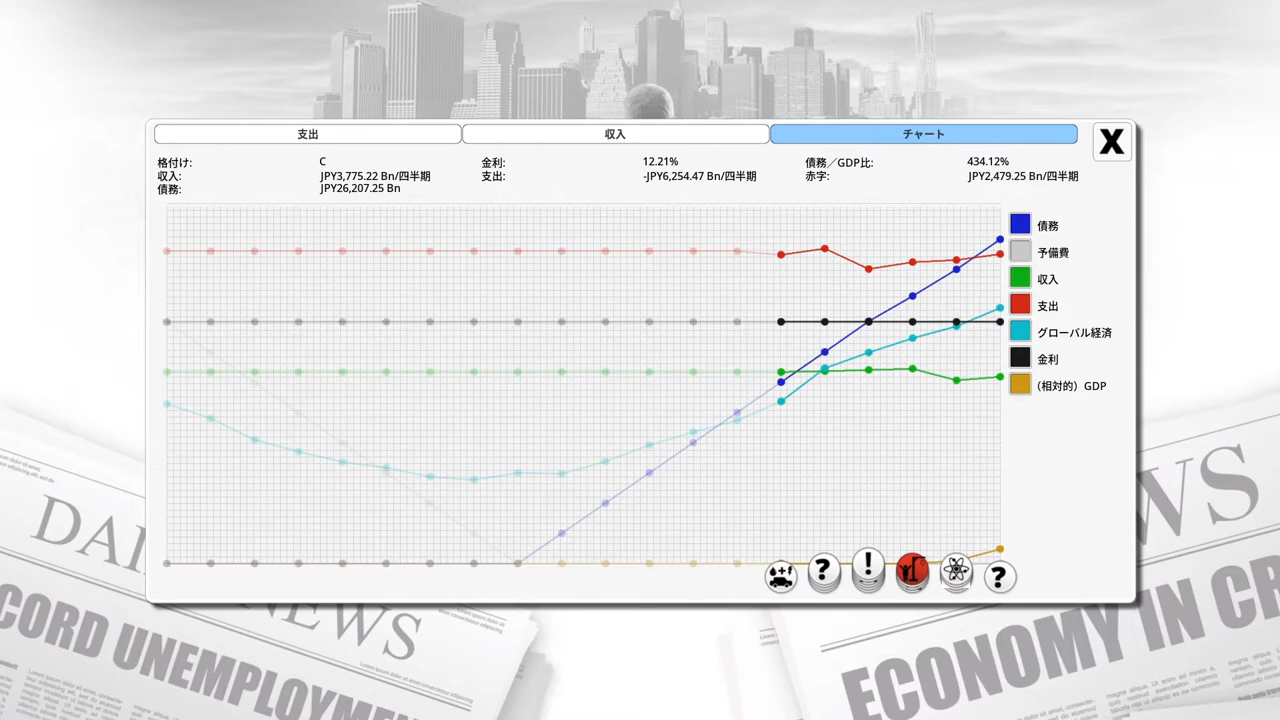 支出
収入
チャート
X
格付け: C 金利: 12.21% 債務／GDP比: 434.12%
収入: JPY3,775.22 Bn/四半期 支出: -JPY6,254.47 Bn/四半期 赤字: JPY2,479.25 Bn/四半期
債務: JPY26,207.25 Bn
債務
予備費
収入
支出
グローバル経済
金利
（相対的）GDP
? ! ?
DAI
NEWS
WS
CORD UNEMPLOYME
ECONOMY IN CR